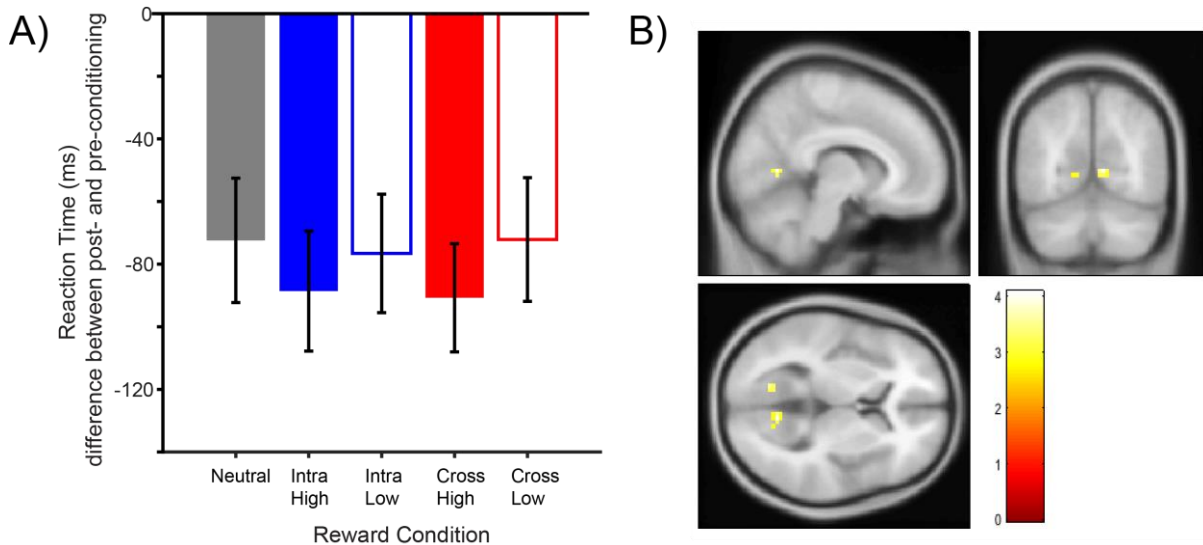 A)
Reaction Time (ms)
difference between post- and pre-conditioning
0
-40
-80
-120
Neutral
Intra
High
Intra
Low
Cross
High
Cross
Low
Reward Condition
B)
4
3
2
1
0